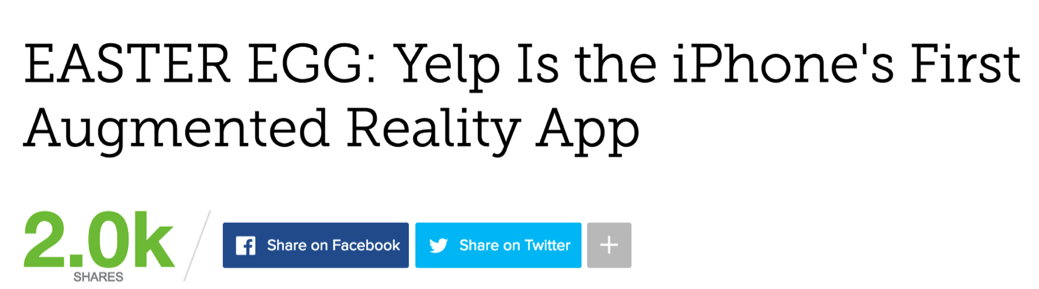 EASTER EGG: Yelp Is the iPhone's First
Augmented Reality App
2.0k
SHARES
Share on Facebook
Share on Twitter
+